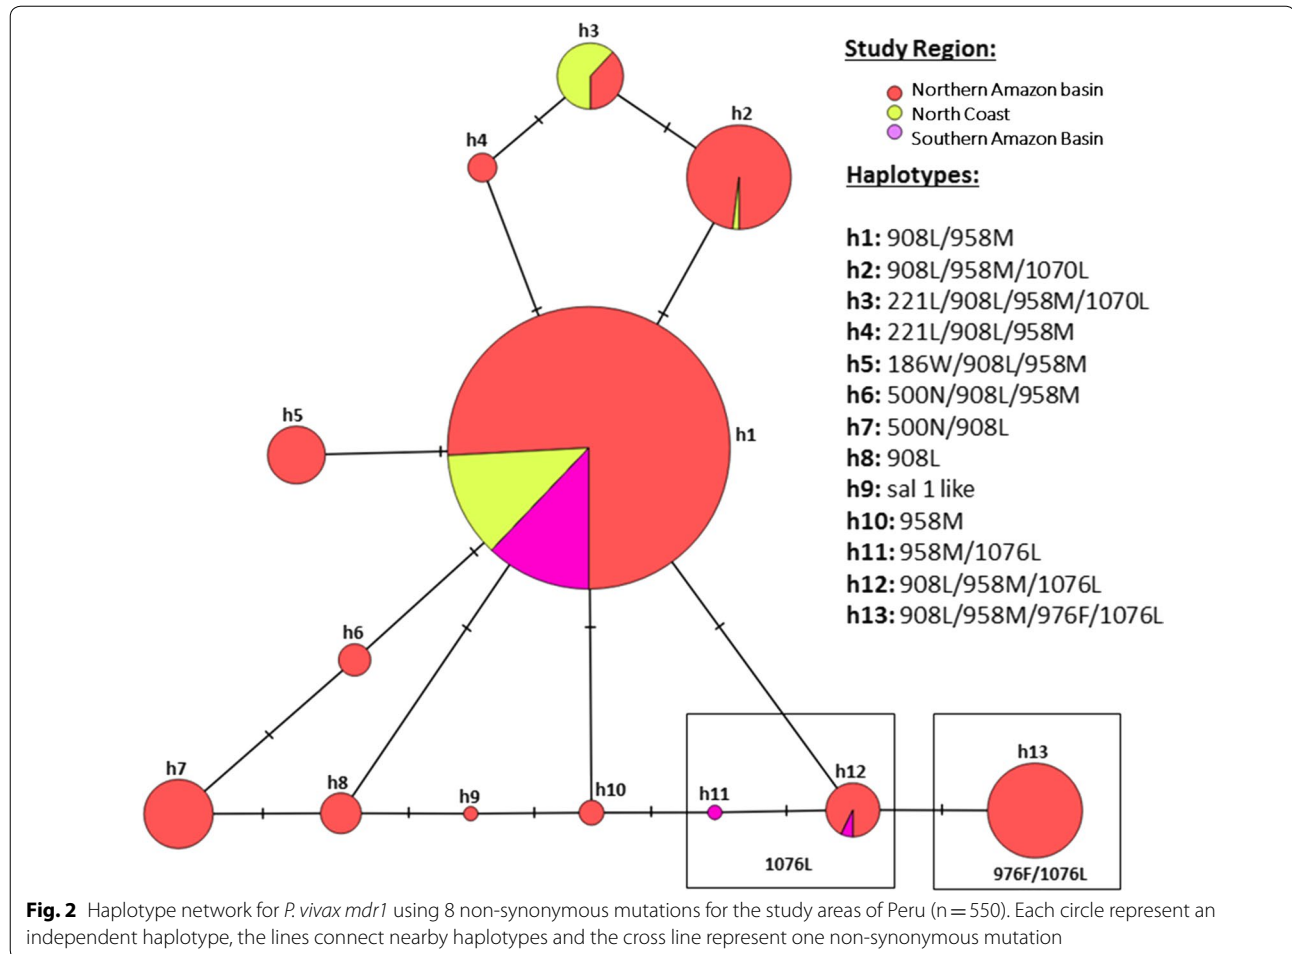 h3
h2
h4
h1
h5
h6
h7
h8
h9
h10
h11
h12
h13
1076L
976F/1076L
Study Region:
Northern Amazon basin
North Coast
Southern Amazon Basin
Haplotypes:
h1: 908L/958M
h2: 908L/958M/1070L
h3: 221L/908L/958M/1070L
h4: 221L/908L/958M
h5: 186W/908L/958M
h6: 500N/908L/958M
h7: 500N/908L
h8: 908L
h9: sal 1 like
h10: 958M
h11: 958M/1076L
h12: 908L/958M/1076L
h13: 908L/958M/976F/1076L
Fig. 2 Haplotype network for P. vivax mdr1 using 8 non-synonymous mutations for the study areas of Peru (n = 550). Each circle represent an
independent haplotype, the lines connect nearby haplotypes and the cross line represent one non-synonymous mutation